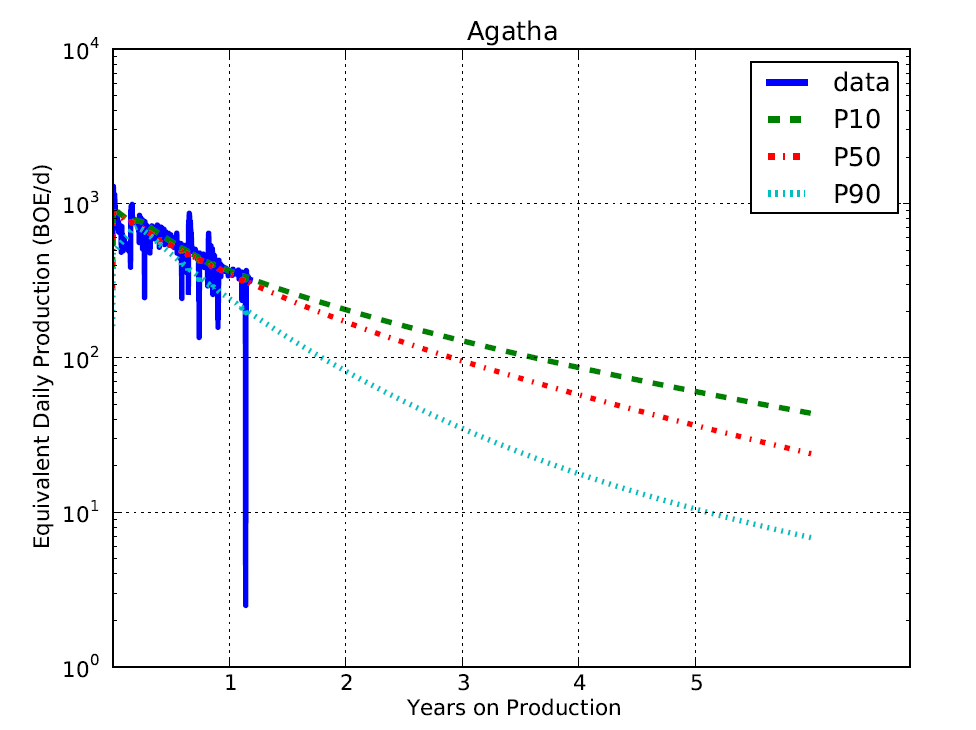 Agatha
10^4
10^3
10^2
10^1
10^0
Equivalent Daily Production (BOE/d)
data
P10
P50
P90
1 2 3 4 5
Years on Production